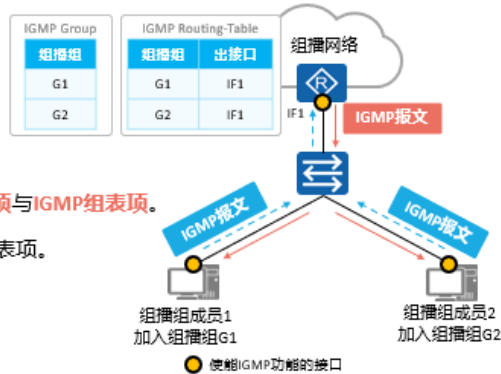 IGMP Group
组播组
G1
G2
IGMP Routing-Table
组播组 出接口
G1 IF1
G2 IF1
组播网络
R
IF1
IGMP报文
项与IGMP组表项。
表项。
IGMP报文
IGMP报文
组播组成员1
加入组播组G1
组播组成员2
加入组播组G2
使能IGMP功能的接口